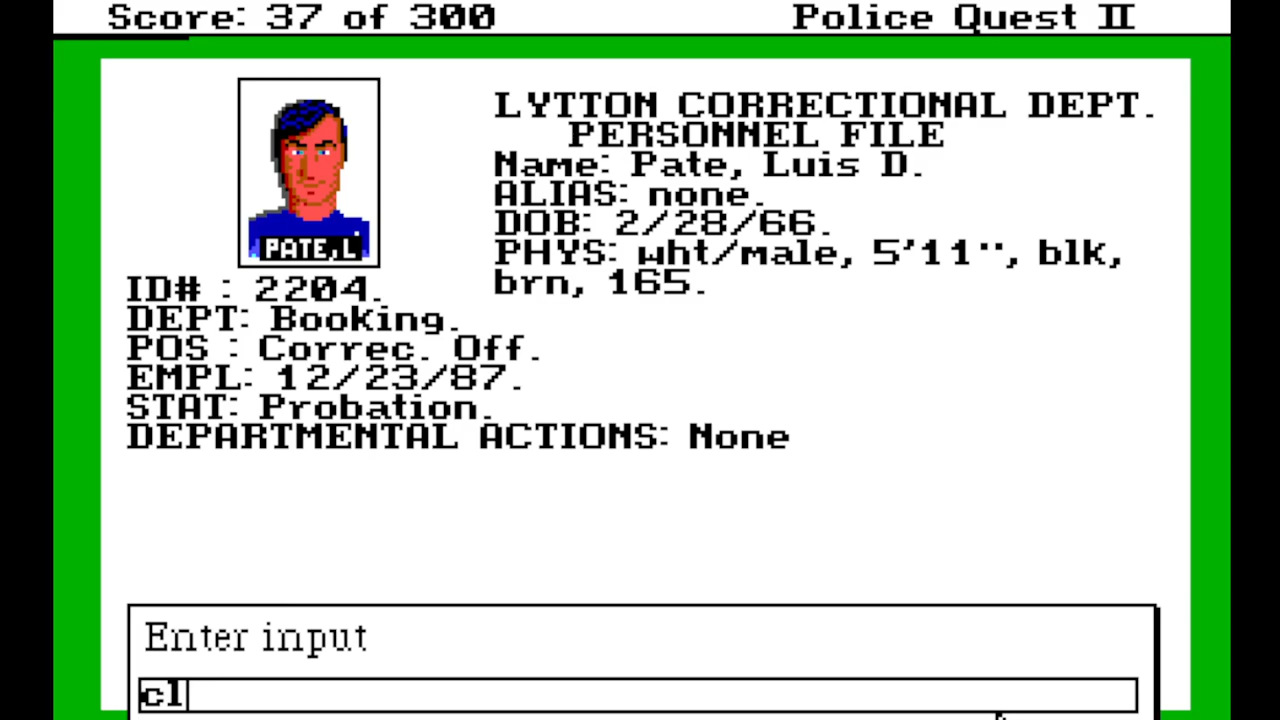 Score: 37 of 300 Police Quest II
LYTTON CORRECTIONAL DEPT.
PERSONNEL FILE
Name: Pate, Luis D.
ALIAS: none.
DOB: 2/28/66.
PHYS: wht/male, 5'11", blk,
brn, 165.
PATE,L
ID# : 2204.
DEPT: Booking.
POS : Correc. Off.
EMPL: 12/23/87.
STAT: Probation.
DEPARTMENTAL ACTIONS: None
Enter input
cl